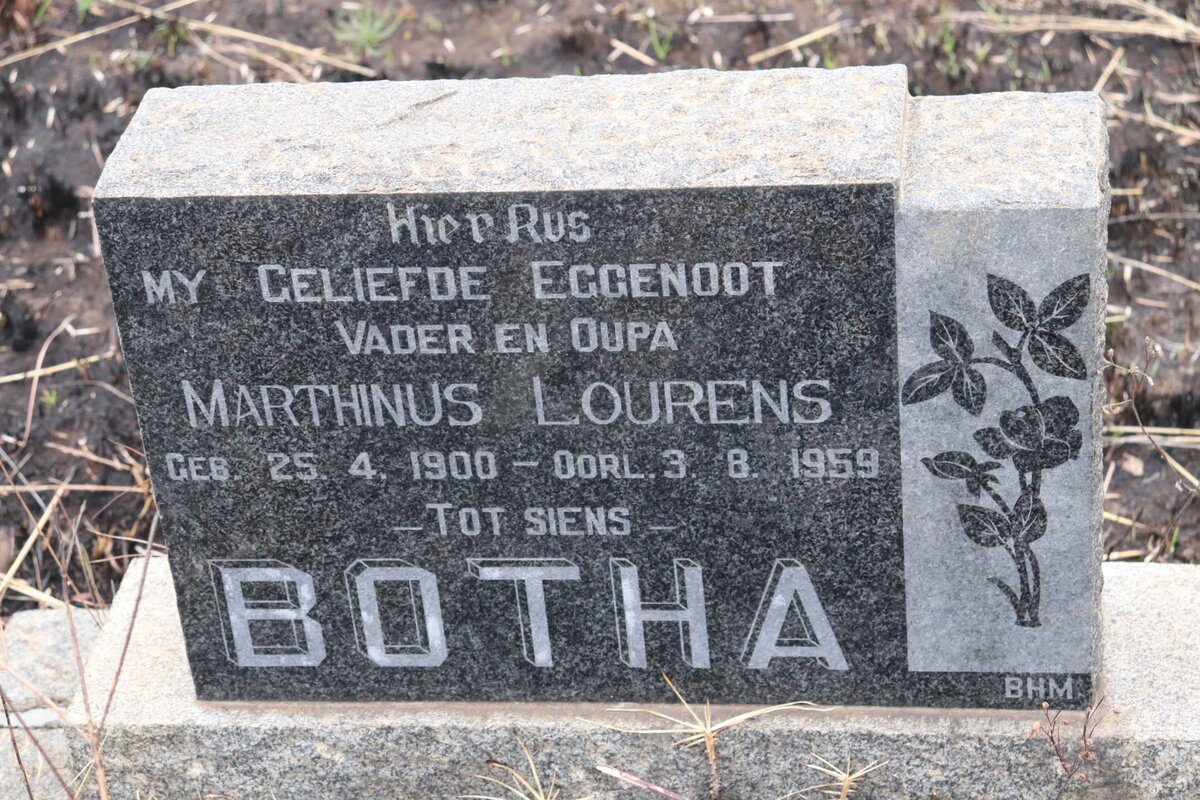 Hier Rus
MY GELIEFDE EGGENOOT
VADER EN OUPA
MARTHINUS LOURENS
GEB. 25. 4. 1900 - OORL. 3. 8. 1959
- TOT SIENS -
BOTHA
BHM